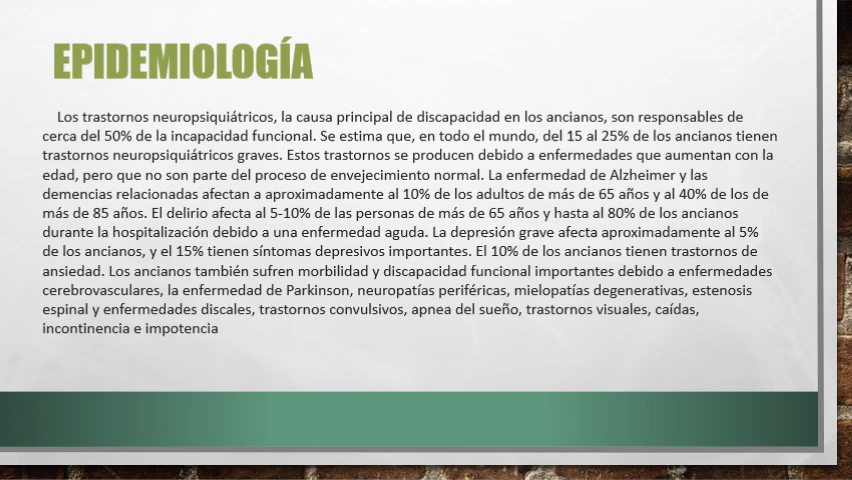 EPIDEMIOLOGÍA
Los trastornos neuropsiquiátricos, la causa principal de discapacidad en los ancianos, son responsables de
cerca del 50% de la incapacidad funcional. Se estima que, en todo el mundo, del 15 al 25% de los ancianos tienen
trastornos neuropsiquiátricos graves. Estos trastornos se producen debido a enfermedades que aumentan con la
edad, pero que no son parte del proceso de envejecimiento normal. La enfermedad de Alzheimer y las
demencias relacionadas afectan a aproximadamente al 10% de los adultos de más de 65 años y al 40% de los de
más de 85 años. El delirio afecta al 5-10% de las personas de más de 65 años y hasta al 80% de los ancianos
durante la hospitalización debido a una enfermedad aguda. La depresión grave afecta aproximadamente al 5%
de los ancianos, y el 15% tienen síntomas depresivos importantes. El 10% de los ancianos tienen trastornos de
ansiedad. Los ancianos también sufren morbilidad y discapacidad funcional importantes debido a enfermedades
cerebrovasculares, la enfermedad de Parkinson, neuropatías periféricas, mielopatías degenerativas, estenosis
espinal y enfermedades discales, trastornos convulsivos, apnea del sueño, trastornos visuales, caídas,
incontinencia e impotencia